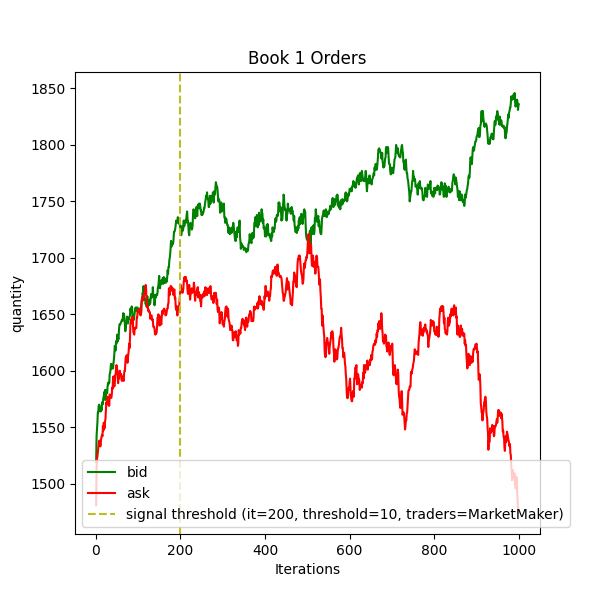 Book 1 Orders
1850
1800
1750
1700
1650
1600
1550
1500
quantity
bid
ask
signal threshold (it=200, threshold=10, traders=MarketMaker)
0 200 400 600 800 1000
Iterations